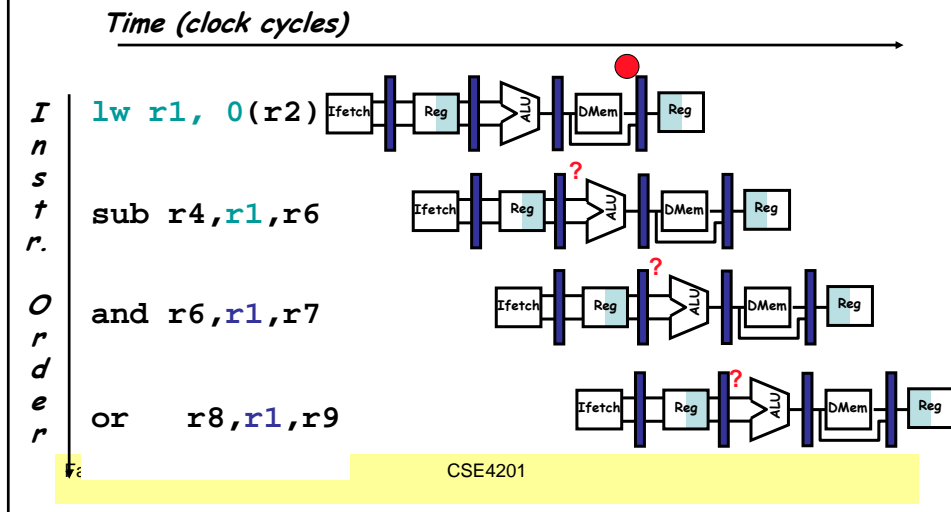 Time (clock cycles)
Instr. Order
lw r1, 0(r2)
Ifetch Reg ALU DMem Reg
?
sub r4,r1,r6
Ifetch Reg ALU DMem Reg
?
and r6,r1,r7
Ifetch Reg ALU DMem Reg
?
or r8,r1,r9
Ifetch Reg ALU DMem Reg
CSE4201